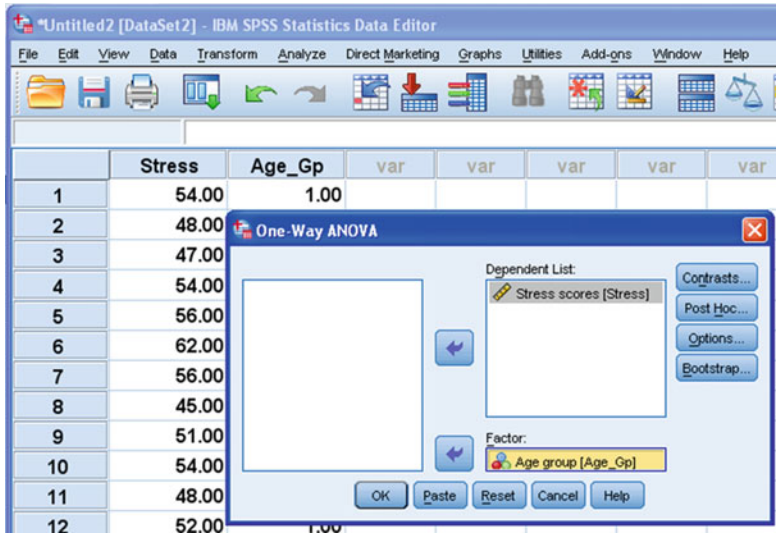 *Untitled2 [DataSet2] - IBM SPSS Statistics Data Editor
File Edit View Data Transform Analyze Direct Marketing Graphs Utilities Add-ons Window Help
Stress Age_Gp var var var var var
1 54.00 1.00
2 48.00
3 47.00
4 54.00
5 56.00
6 62.00
7 56.00
8 45.00
9 51.00
10 54.00
11 48.00
12 52.00 1.00
One-Way ANOVA
Dependent List:
Stress scores [Stress]
Contrasts...
Post Hoc...
Options...
Bootstrap...
Factor:
Age group [Age_Gp]
OK Paste Reset Cancel Help